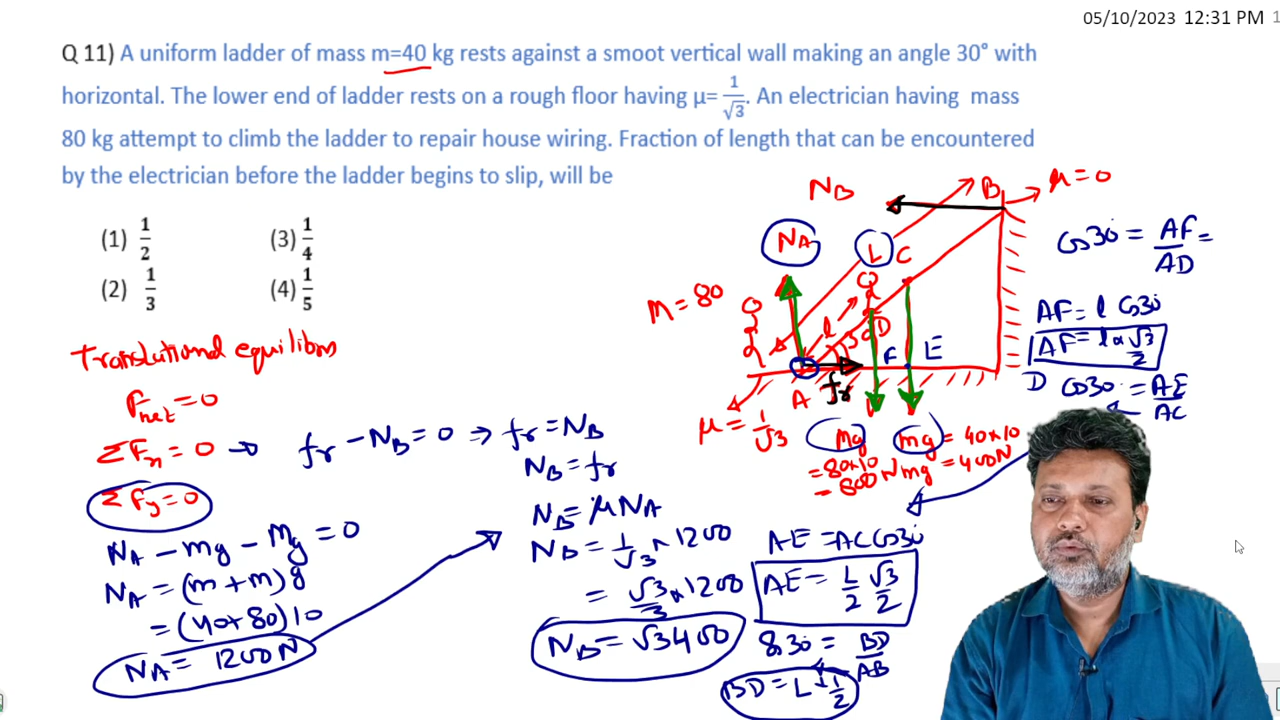 05/10/2023 12:31 PM 1
Q 11) A uniform ladder of mass m=40 kg rests against a smoot vertical wall making an angle 30° with
horizontal. The lower end of ladder rests on a rough floor having μ= 1/√3. An electrician having mass
80 kg attempt to climb the ladder to repair house wiring. Fraction of length that can be encountered
by the electrician before the ladder begins to slip, will be
(1) 1/2 (3) 1/4
(2) 1/3 (4) 1/5
Translational equilibm
Fnet=0
ΣFx=0 → fr-NB=0 ⇒ fr=NB
ΣFy=0
NA-mg-Mg=0
NA=(m+m)g
=(40+80)10
NA=1200N
NB=fr
NB=μNA
NB=1/√3×1200
=√3/3×1200
NB=√3400
NB
μ=0
B
NA
L
C
M=80
l
D
30
F
E
A
fr
μ=1/√3
Mg
=80×10
=800N
mg=40×10
mg=400N
cos30=AF/AD=
AF=l cos30
AF=l×√3/2
D
cos30=AE/AC
AE=AC cos30
AE=L/2 √3/2
S30=BD/AB
BD=L×1/2